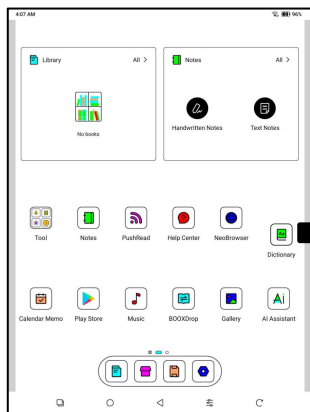 4:07 AM 96%
Library All >
Notes All >
No books
Handwritten Notes Text Notes
Tool Notes PushRead Help Center NeoBrowser Dictionary
Calendar Memo Play Store Music BOOXDrop Gallery AI Assistant